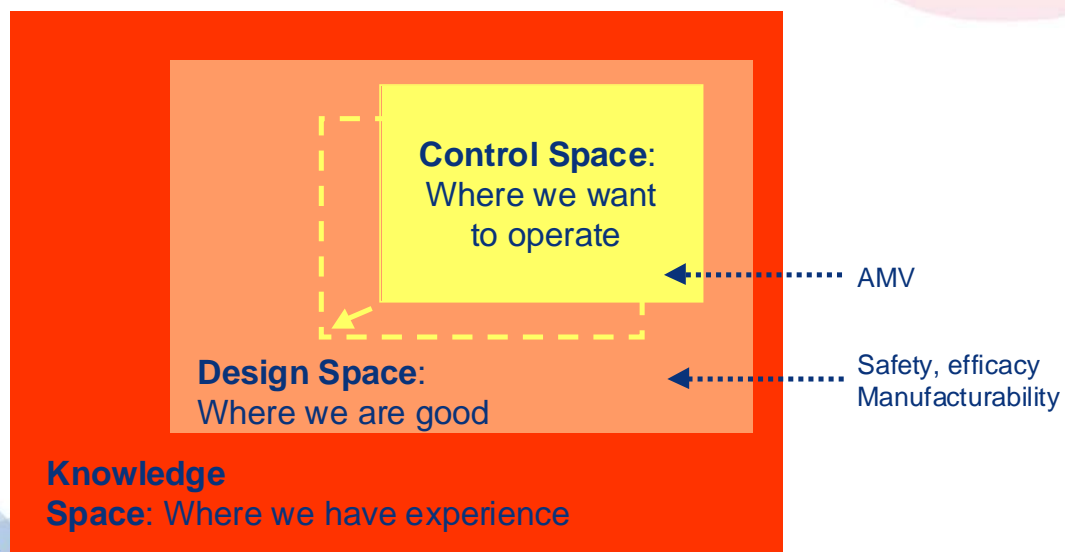 Control Space:
Where we want
to operate
AMV
Safety, efficacy
Manufacturability
Design Space:
Where we are good
Knowledge
Space: Where we have experience